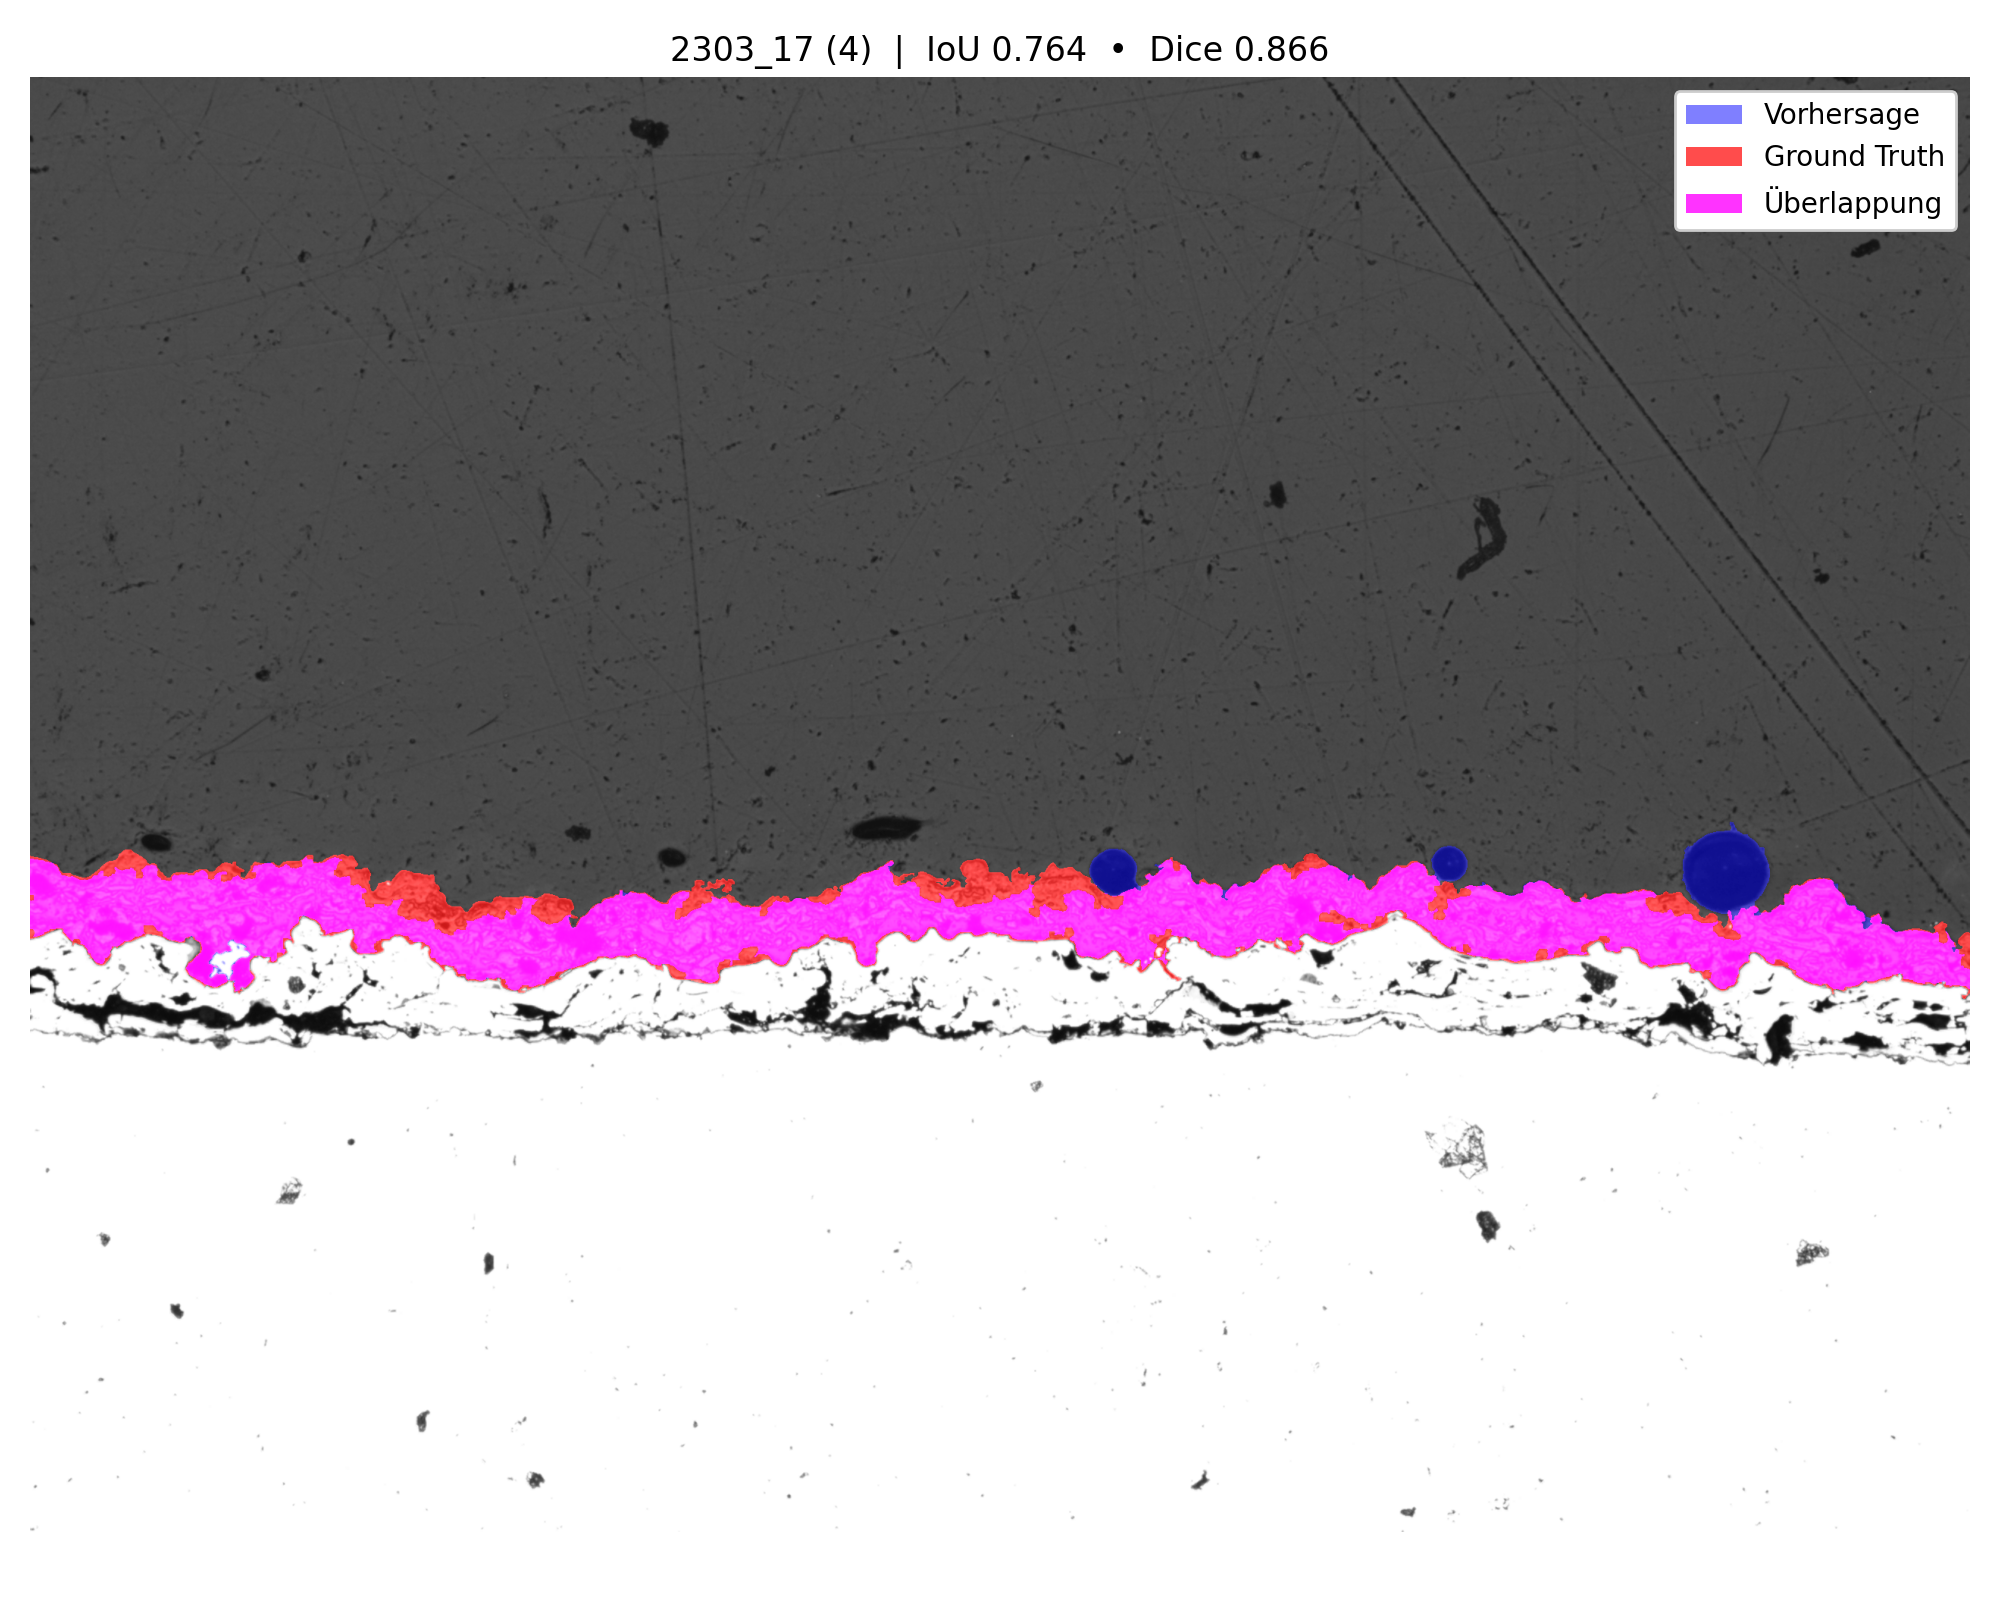 2303_17 (4) | IoU 0.764 • Dice 0.866
Vorhersage
Ground Truth
Überlappung